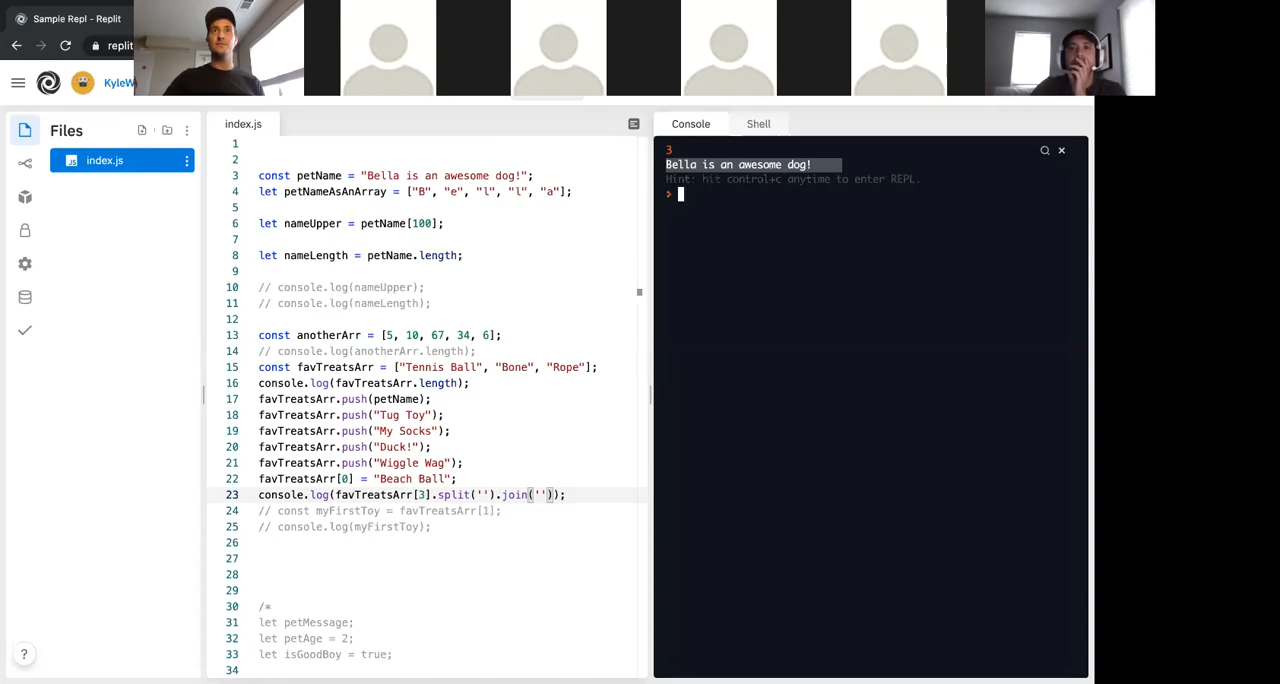 Sample Repl - Replit
replit
KyleW
Files
index.js
index.js
Console
Shell
1
2
3 const petName = "Bella is an awesome dog!";
4 let petNameAsAnArray = ["B", "e", "l", "l", "a"];
5
6 let nameUpper = petName[100];
7
8 let nameLength = petName.length;
9
10 // console.log(nameUpper);
11 // console.log(nameLength);
12
13 const anotherArr = [5, 10, 67, 34, 6];
14 // console.log(anotherArr.length);
15 const favTreatsArr = ["Tennis Ball", "Bone", "Rope"];
16 console.log(favTreatsArr.length);
17 favTreatsArr.push(petName);
18 favTreatsArr.push("Tug Toy");
19 favTreatsArr.push("My Socks");
20 favTreatsArr.push("Duck!");
21 favTreatsArr.push("Wiggle Wag");
22 favTreatsArr[0] = "Beach Ball";
23 console.log(favTreatsArr[3].split('').join(''));
24 // const myFirstToy = favTreatsArr[1];
25 // console.log(myFirstToy);
26
27
28
29
30 /*
31 let petMessage;
32 let petAge = 2;
33 let isGoodBoy = true;
34
3
Bella is an awesome dog!
Hint: hit control+c anytime to enter REPL.
>
?